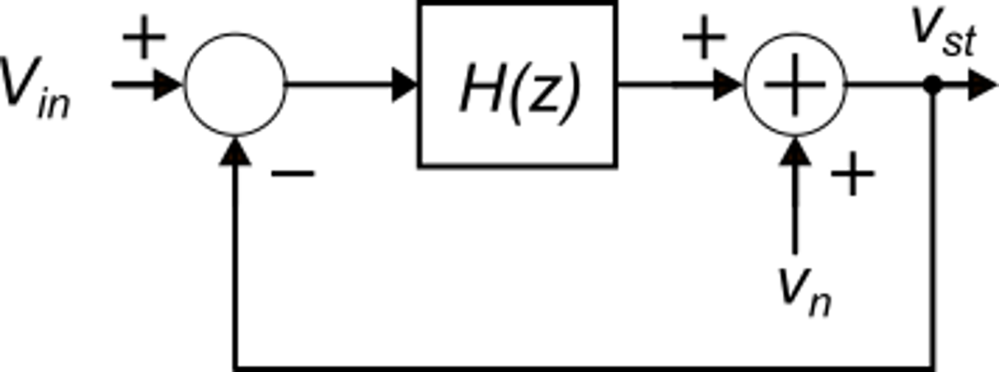 + + v_st
V_in H(z) +
− +
v_n